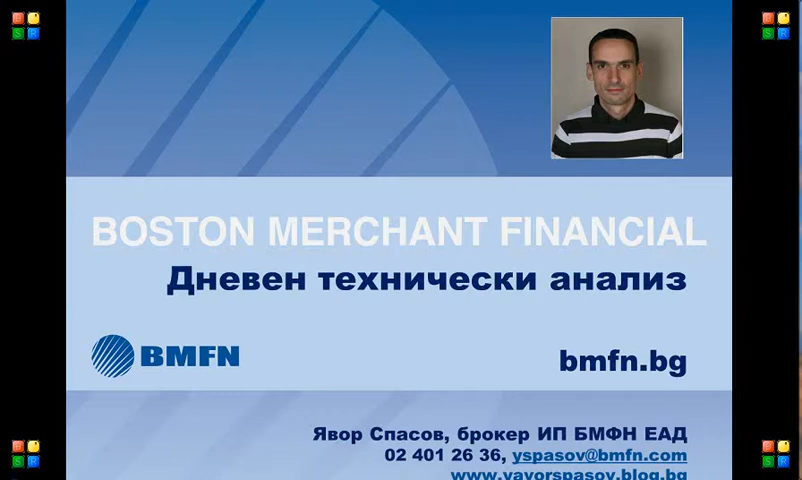 BOSTON MERCHANT FINANCIAL
Дневен технически анализ
BMFN
bmfn.bg
Явор Спасов, брокер ИП БМФН ЕАД
02 401 26 36, yspasov@bmfn.com
www.yavorspasov.blog.bg